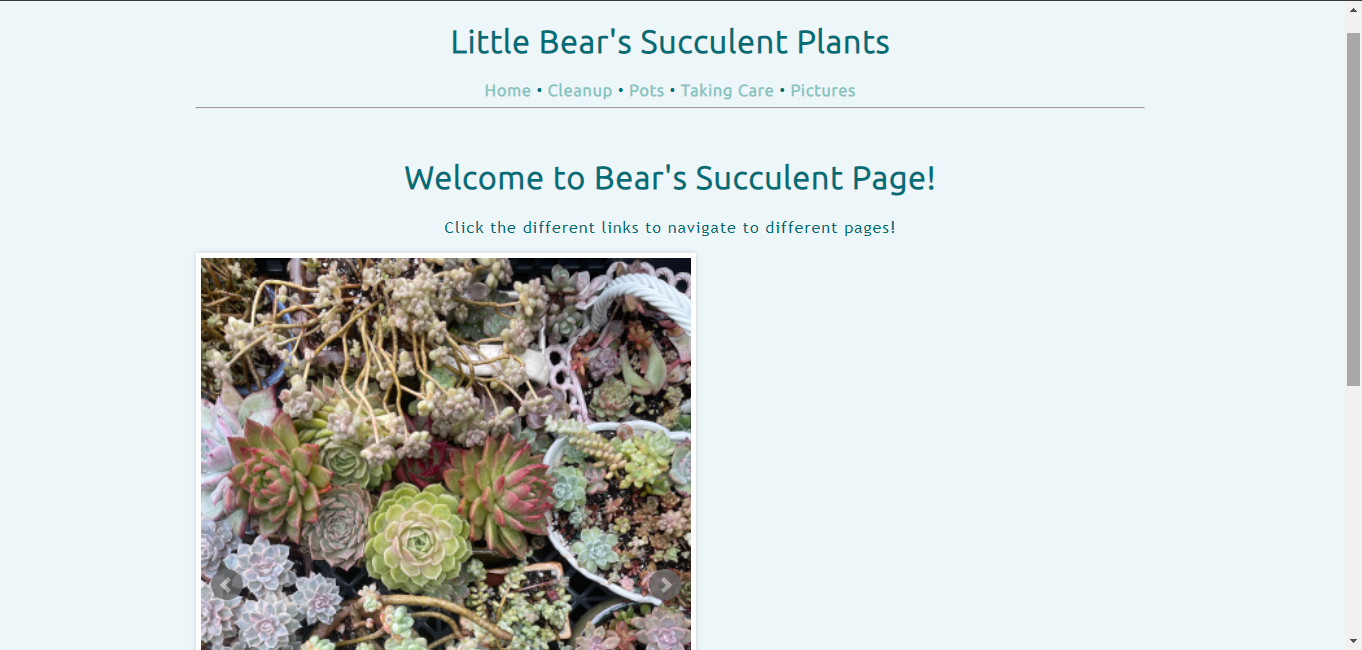 Little Bear's Succulent Plants
Home • Cleanup • Pots • Taking Care • Pictures
Welcome to Bear's Succulent Page!
Click the different links to navigate to different pages!